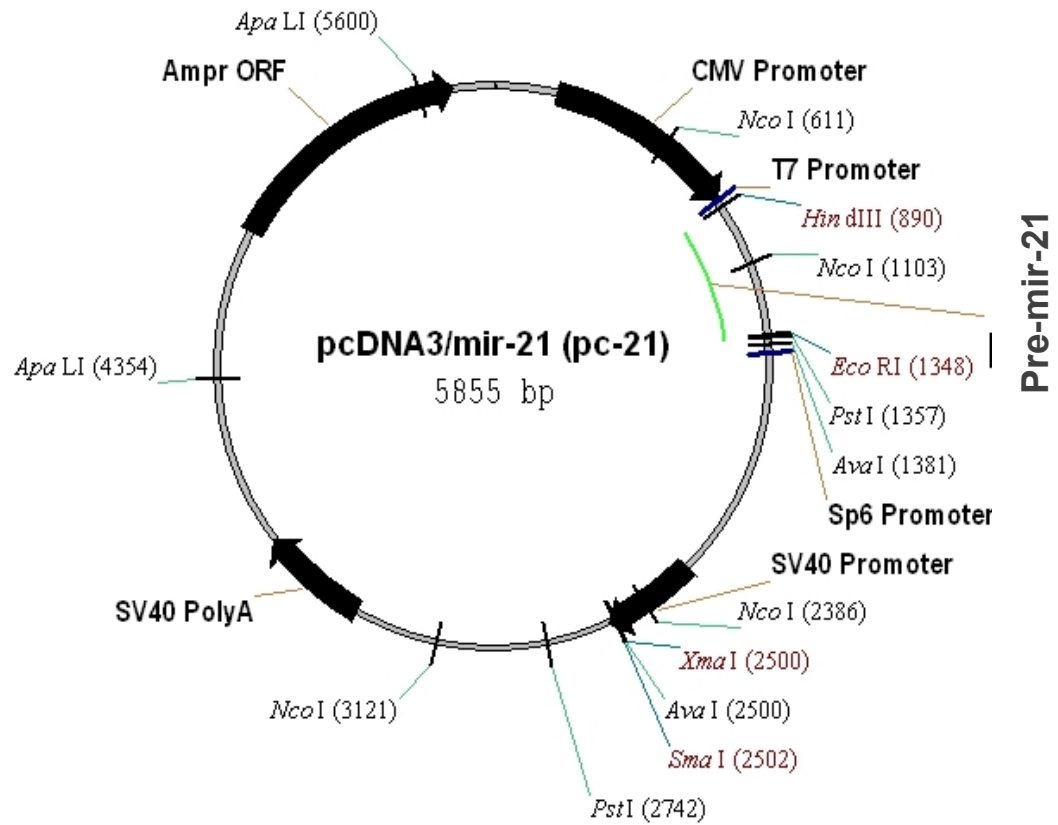 Apa LI (5600)
Ampr ORF
CMV Promoter
Nco I (611)
T7 Promoter
Hin dIII (890)
Nco I (1103)
Pre-mir-21
pcDNA3/mir-21 (pc-21)
5855 bp
Apa LI (4354)
Eco RI (1348)
Pst I (1357)
Ava I (1381)
Sp6 Promoter
SV40 Promoter
SV40 PolyA
Nco I (2386)
Xma I (2500)
Nco I (3121)
Ava I (2500)
Sma I (2502)
Pst I (2742)